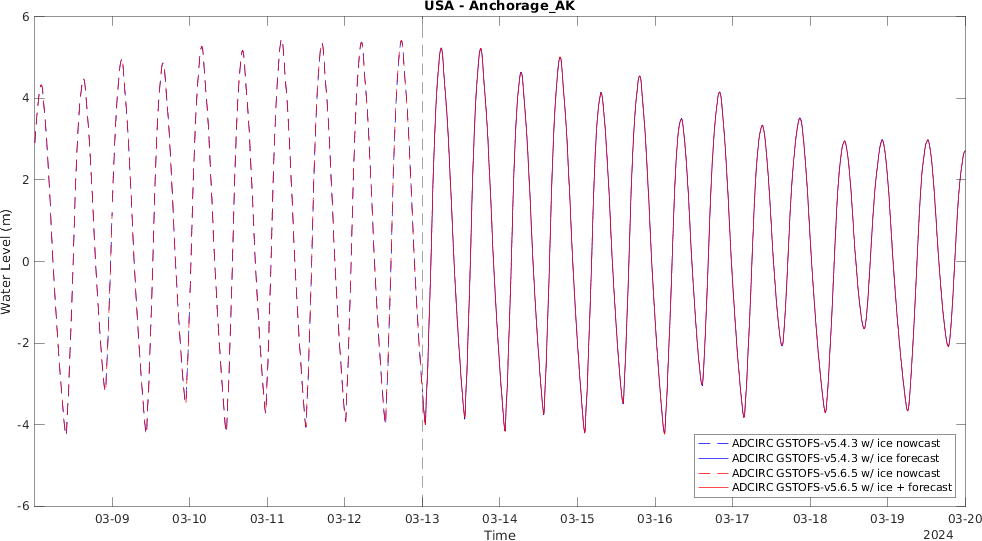 USA - Anchorage_AK
6
4
2
0
-2
-4
-6
Water Level (m)
ADCIRC GSTOFS-v5.4.3 w/ ice nowcast
ADCIRC GSTOFS-v5.4.3 w/ ice forecast
ADCIRC GSTOFS-v5.6.5 w/ ice nowcast
ADCIRC GSTOFS-v5.6.5 w/ ice + forecast
03-09 03-10 03-11 03-12 03-13 03-14 03-15 03-16 03-17 03-18 03-19 03-20
Time
2024